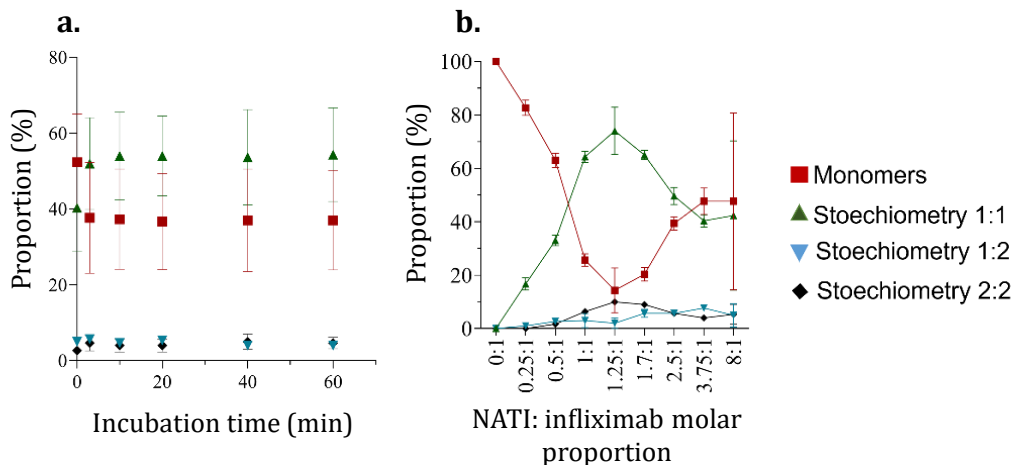 a.
Proportion (%)
80
60
40
20
0
0
20
40
60
Incubation time (min)
b.
Proportion (%)
100
80
60
40
20
0
0:1
0.25:1
0.5:1
1:1
1.25:1
1.7:1
2.5:1
3.75:1
8:1
NATI: infliximab molar
proportion
Monomers
Stoechiometry 1:1
Stoechiometry 1:2
Stoechiometry 2:2